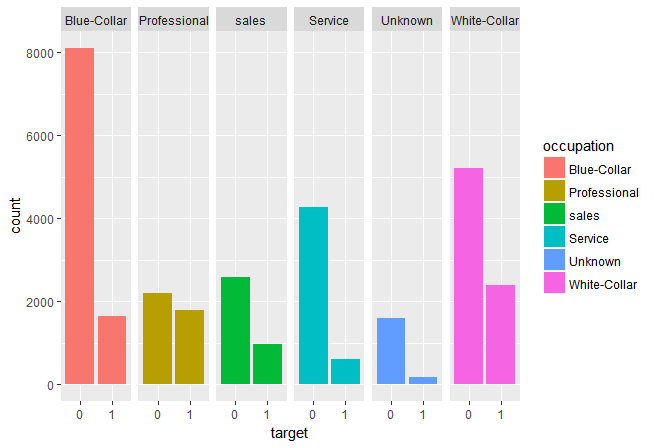 Blue-Collar Professional sales Service Unknown White-Collar
8000
6000
4000
2000
0
count
0 1 0 1 0 1 0 1 0 1 0 1
target
occupation
Blue-Collar
Professional
sales
Service
Unknown
White-Collar